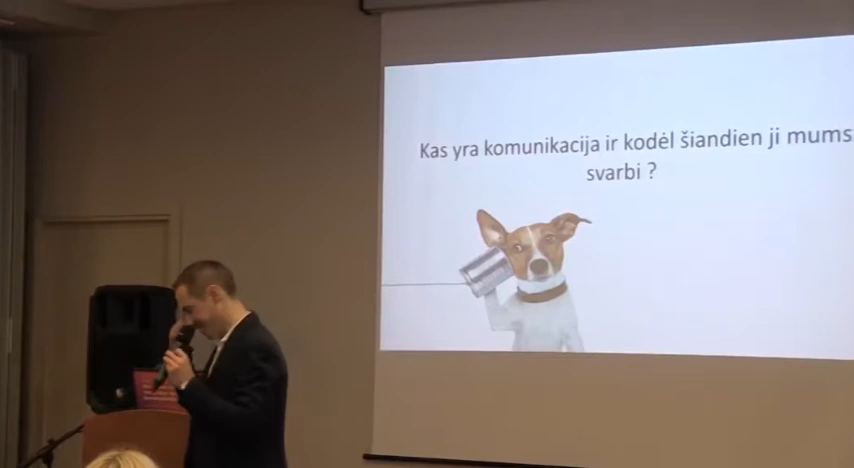 Kas yra komunikacija ir kodėl šiandien ji mums
svarbi ?